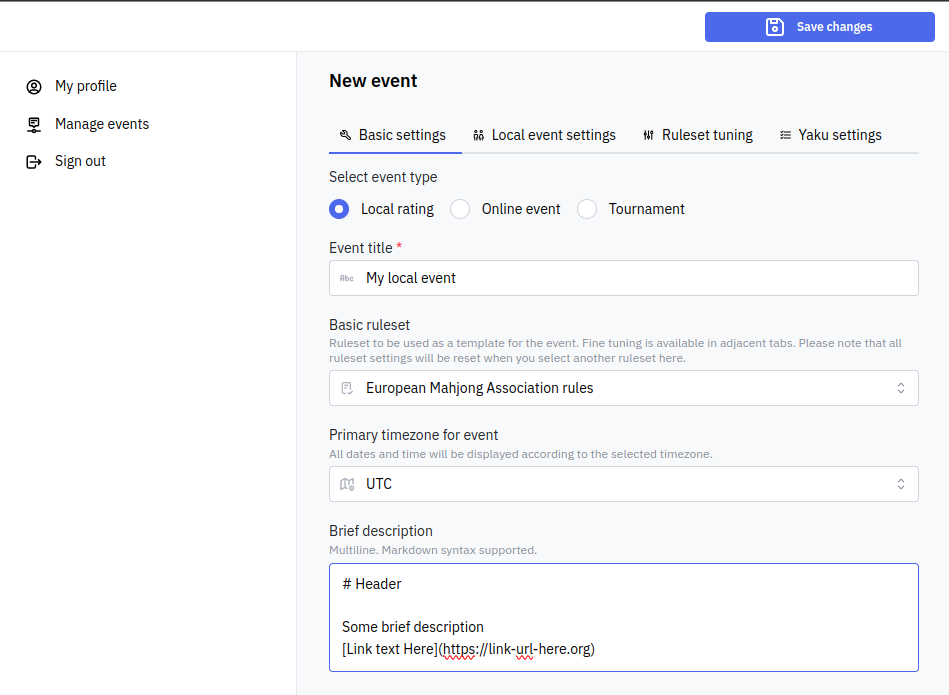 Save changes
My profile
Manage events
Sign out
New event
Basic settings
Local event settings
Ruleset tuning
Yaku settings
Select event type
Local rating
Online event
Tournament
Event title *
Abc
My local event
Basic ruleset
Ruleset to be used as a template for the event. Fine tuning is available in adjacent tabs. Please note that all
ruleset settings will be reset when you select another ruleset here.
European Mahjong Association rules
Primary timezone for event
All dates and time will be displayed according to the selected timezone.
UTC
Brief description
Multiline. Markdown syntax supported.
# Header
Some brief description
[Link text Here](https://link-url-here.org)